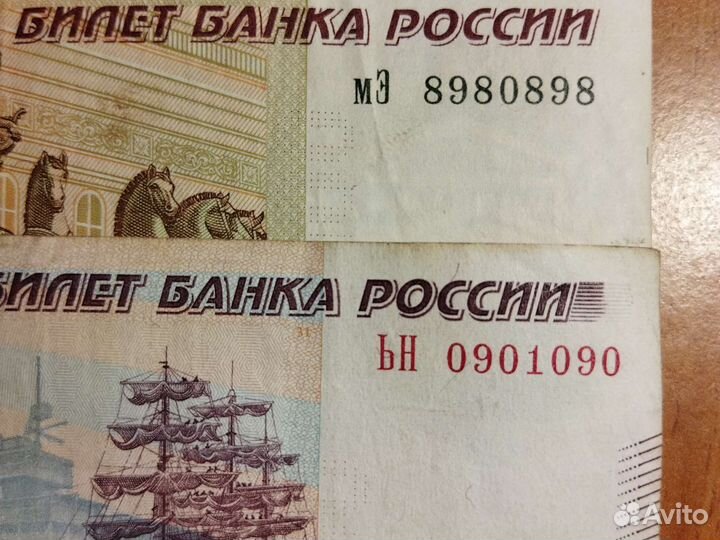 БИЛЕТ БАНКА РОССИИ
мЭ 8980898
БИЛЕТ БАНКА РОССИИ
ЬН 0901090
Avito